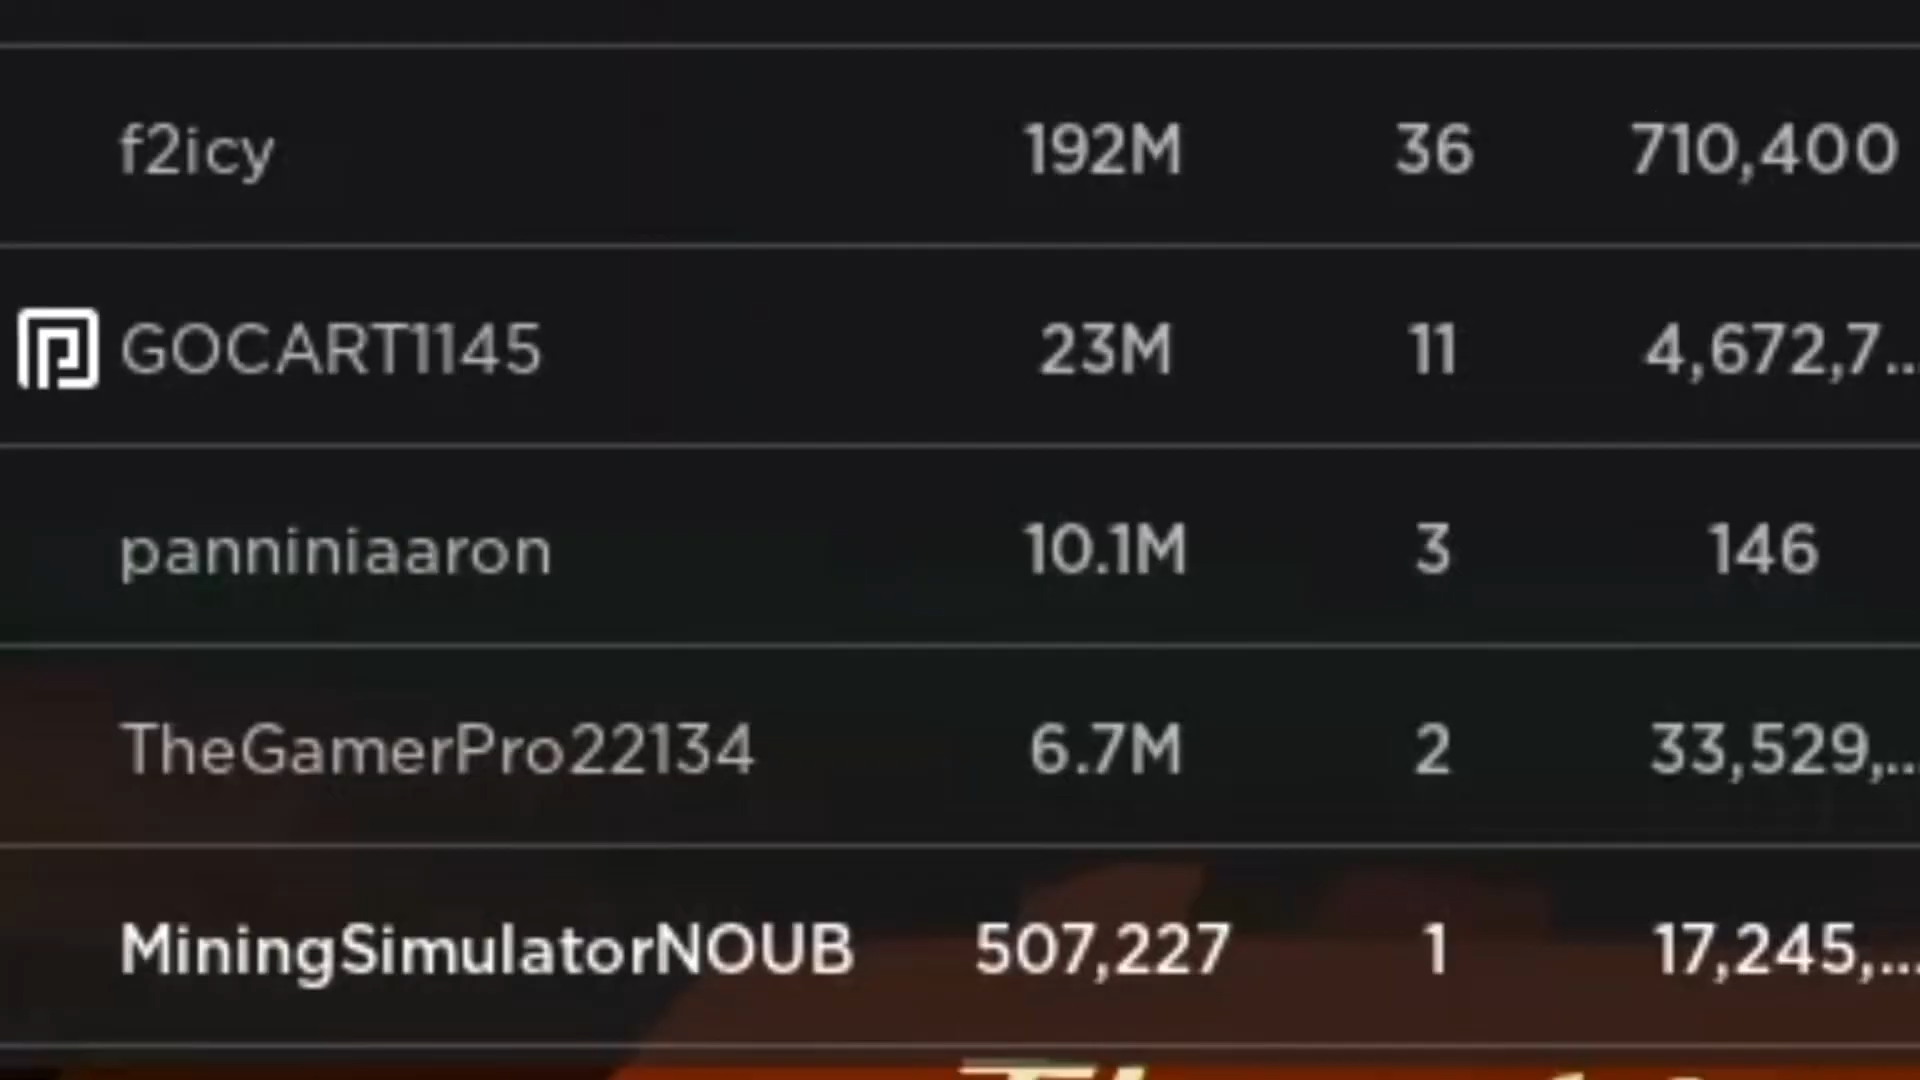 f2icy 192M 36 710,400
GOCART1145 23M 11 4,672,7...
panniniaaron 10.1M 3 146
TheGamerPro22134 6.7M 2 33,529,...
MiningSimulatorNOUB 507,227 1 17,245,...